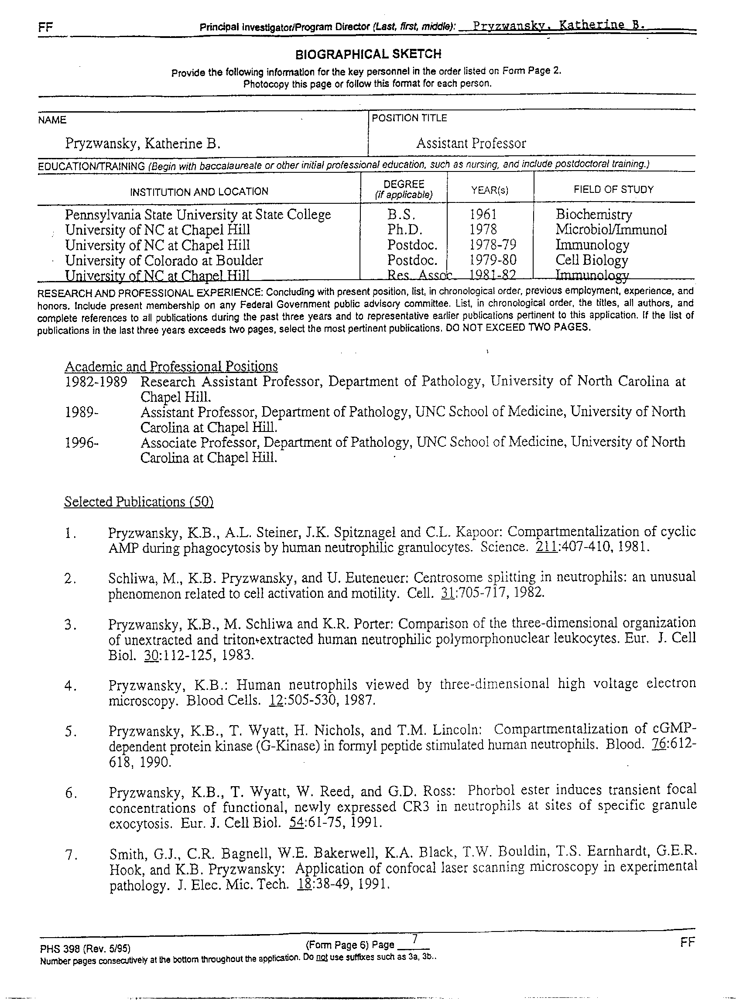 FF
Principal Investigator/Program Director (Last, first, middle): Pryzwansky, Katherine B.
BIOGRAPHICAL SKETCH
Provide the following information for the key personnel in the order listed on Form Page 2.
Photocopy this page or follow this format for each person.
NAME POSITION TITLE
Pryzwansky, Katherine B. Assistant Professor
EDUCATION/TRAINING (Begin with baccalaureate or other initial professional education, such as nursing, and include postdoctoral training.)
INSTITUTION AND LOCATION DEGREE (if applicable) YEAR(s) FIELD OF STUDY
Pennsylvania State University at State College B.S. 1961 Biochemistry
University of NC at Chapel Hill Ph.D. 1978 Microbiol/Immunol
University of NC at Chapel Hill Postdoc. 1978-79 Immunology
University of Colorado at Boulder Postdoc. 1979-80 Cell Biology
University of NC at Chapel Hill Res. Assoc. 1981-82 Immunology
RESEARCH AND PROFESSIONAL EXPERIENCE: Concluding with present position, list, in chronological order, previous employment, experience, and
honors. Include present membership on any Federal Government public advisory committee. List, in chronological order, the titles, all authors, and
complete references to all publications during the past three years and to representative earlier publications pertinent to this application. If the list of
publications in the last three years exceeds two pages, select the most pertinent publications. DO NOT EXCEED TWO PAGES.
Academic and Professional Positions
1982-1989 Research Assistant Professor, Department of Pathology, University of North Carolina at
Chapel Hill.
1989- Assistant Professor, Department of Pathology, UNC School of Medicine, University of North
Carolina at Chapel Hill.
1996- Associate Professor, Department of Pathology, UNC School of Medicine, University of North
Carolina at Chapel Hill.
Selected Publications (50)
1. Pryzwansky, K.B., A.L. Steiner, J.K. Spitznagel and C.L. Kapoor: Compartmentalization of cyclic
AMP during phagocytosis by human neutrophilic granulocytes. Science. 211:407-410, 1981.
2. Schliwa, M., K.B. Pryzwansky, and U. Euteneuer: Centrosome splitting in neutrophils: an unusual
phenomenon related to cell activation and motility. Cell. 31:705-717, 1982.
3. Pryzwansky, K.B., M. Schliwa and K.R. Porter: Comparison of the three-dimensional organization
of unextracted and triton-extracted human neutrophilic polymorphonuclear leukocytes. Eur. J. Cell
Biol. 30:112-125, 1983.
4. Pryzwansky, K.B.: Human neutrophils viewed by three-dimensional high voltage electron
microscopy. Blood Cells. 12:505-530, 1987.
5. Pryzwansky, K.B., T. Wyatt, H. Nichols, and T.M. Lincoln: Compartmentalization of cGMP-
dependent protein kinase (G-Kinase) in formyl peptide stimulated human neutrophils. Blood. 76:612-
618, 1990.
6. Pryzwansky, K.B., T. Wyatt, W. Reed, and G.D. Ross: Phorbol ester induces transient focal
concentrations of functional, newly expressed CR3 in neutrophils at sites of specific granule
exocytosis. Eur. J. Cell Biol. 54:61-75, 1991.
7. Smith, G.J., C.R. Bagnell, W.E. Bakerwell, K.A. Black, T.W. Bouldin, T.S. Earnhardt, G.E.R.
Hook, and K.B. Pryzwansky: Application of confocal laser scanning microscopy in experimental
pathology. J. Elec. Mic. Tech. 18:38-49, 1991.
PHS 398 (Rev. 5/95) (Form Page 6) Page 7 FF
Number pages consecutively at the bottom throughout the application. Do not use suffixes such as 3a, 3b..